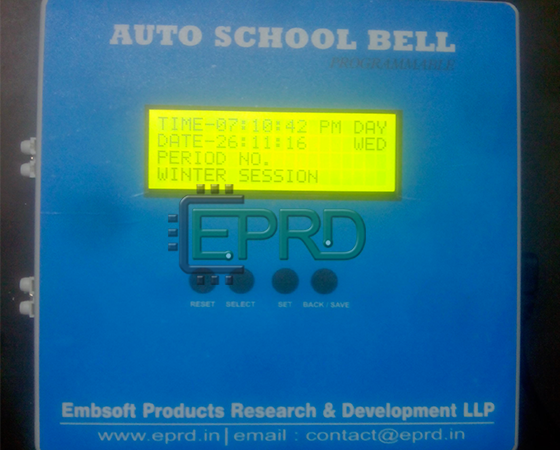 AUTO SCHOOL BELL
PROGRAMMABLE
TIME-07:10:42 PM DAY
DATE-26:11:16 WED
PERIOD NO.
WINTER SESSION
EPRD
RESET SELECT SET BACK / SAVE
Embsoft Products Research & Development LLP
www.eprd.in | email : contact@eprd.in